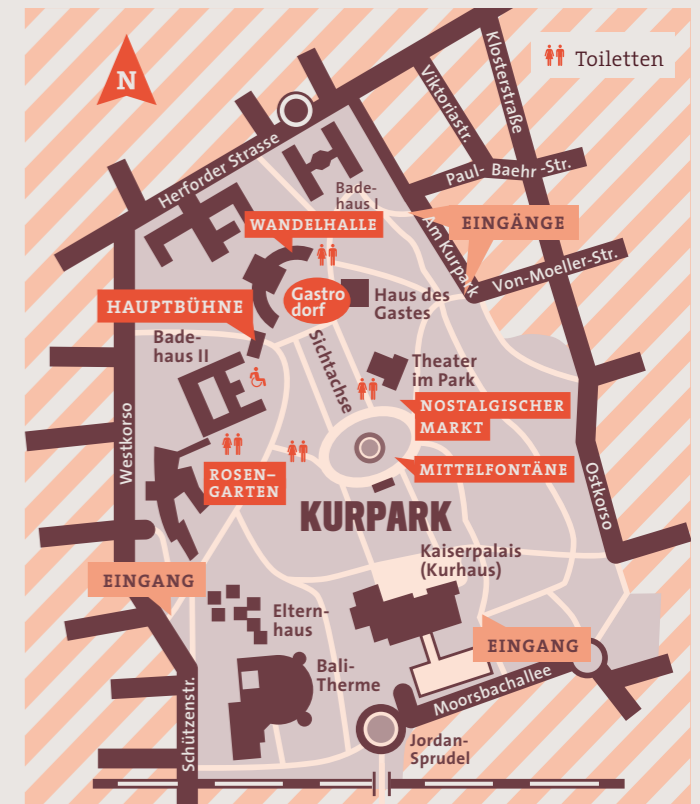 Toiletten
N
Klosterstraße
Viktoriastr.
Herforder Strasse
Paul- Baehr -Str.
Bade-
haus I
WANDELHALLE
EINGÄNGE
Am Kurpark
Von-Moeller-Str.
Gastro
dorf
Haus des
Gastes
HAUPTBÜHNE
Bade-
haus II
Sichtachse
Theater
im Park
NOSTALGISCHER
MARKT
Westkorso
MITTELFONTÄNE
ROSEN–
GARTEN
Ostkorso
KURPARK
Kaiserpalais
(Kurhaus)
EINGANG
Eltern-
haus
EINGANG
Bali-
Therme
Moorsbachallee
Schützenstr.
Jordan-
Sprudel